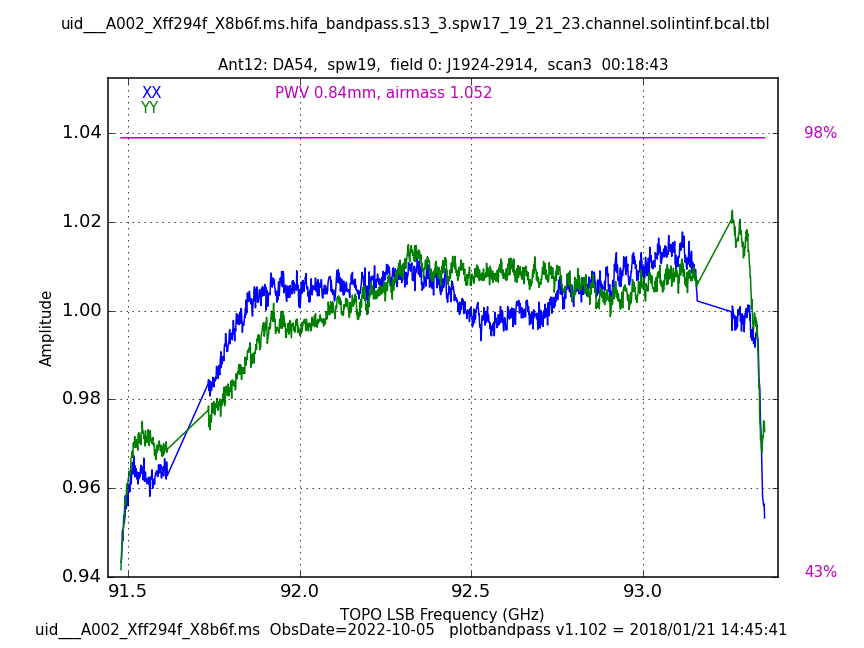 uid___A002_Xff294f_X8b6f.ms.hifa_bandpass.s13_3.spw17_19_21_23.channel.solintinf.bcal.tbl
Ant12: DA54, spw19, field 0: J1924-2914, scan3 00:18:43
XX
PWV 0.84mm, airmass 1.052
YY
1.04
98%
1.02
1.00
Amplitude
0.98
0.96
0.94
43%
91.5 92.0 92.5 93.0
TOPO LSB Frequency (GHz)
uid___A002_Xff294f_X8b6f.ms ObsDate=2022-10-05 plotbandpass v1.102 = 2018/01/21 14:45:41